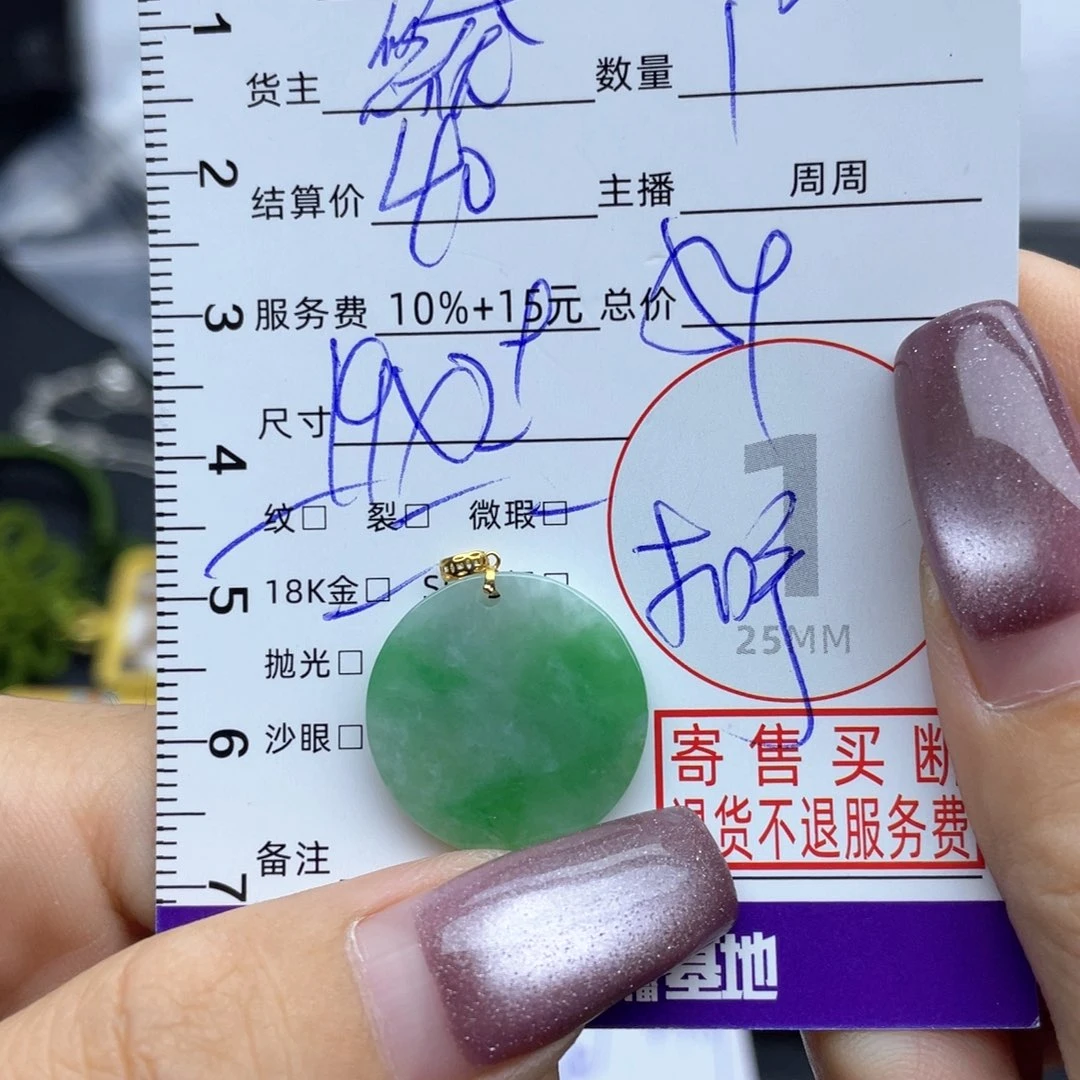 1
货主 数量 1
2
结算价 40 主播 周周
3
服务费 10%+15元 总价 59
尺寸 19X2
4
纹□ 裂□ 微瑕□
1
5
18K金□ S
25MM
抛光□
6
沙眼□
寄售买断
退货不退服务费
备注
7
基地